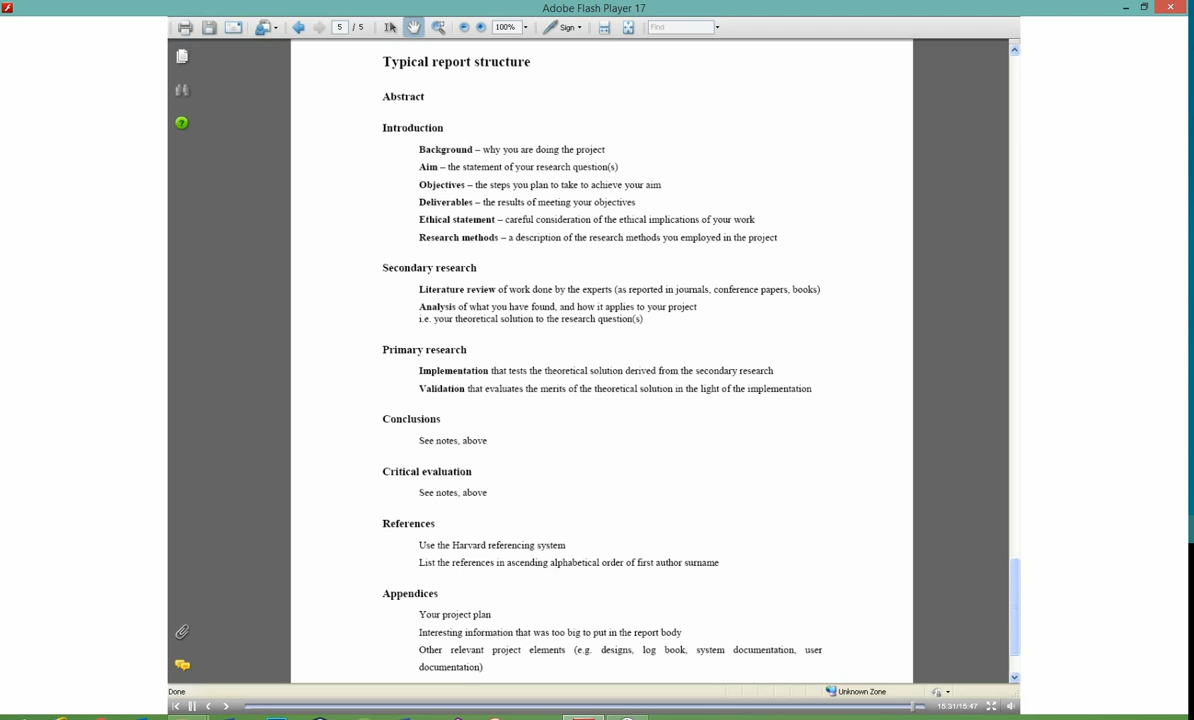 Adobe Flash Player 17
5 / 5
100%
Sign
Find
Typical report structure
Abstract
Introduction
Background – why you are doing the project
Aim – the statement of your research question(s)
Objectives – the steps you plan to take to achieve your aim
Deliverables – the results of meeting your objectives
Ethical statement – careful consideration of the ethical implications of your work
Research methods – a description of the research methods you employed in the project
Secondary research
Literature review of work done by the experts (as reported in journals, conference papers, books)
Analysis of what you have found, and how it applies to your project
i.e. your theoretical solution to the research question(s)
Primary research
Implementation that tests the theoretical solution derived from the secondary research
Validation that evaluates the merits of the theoretical solution in the light of the implementation
Conclusions
See notes, above
Critical evaluation
See notes, above
References
Use the Harvard referencing system
List the references in ascending alphabetical order of first author surname
Appendices
Your project plan
Interesting information that was too big to put in the report body
Other relevant project elements (e.g. designs, log book, system documentation, user
documentation)
Done
Unknown Zone
15:31/15:47